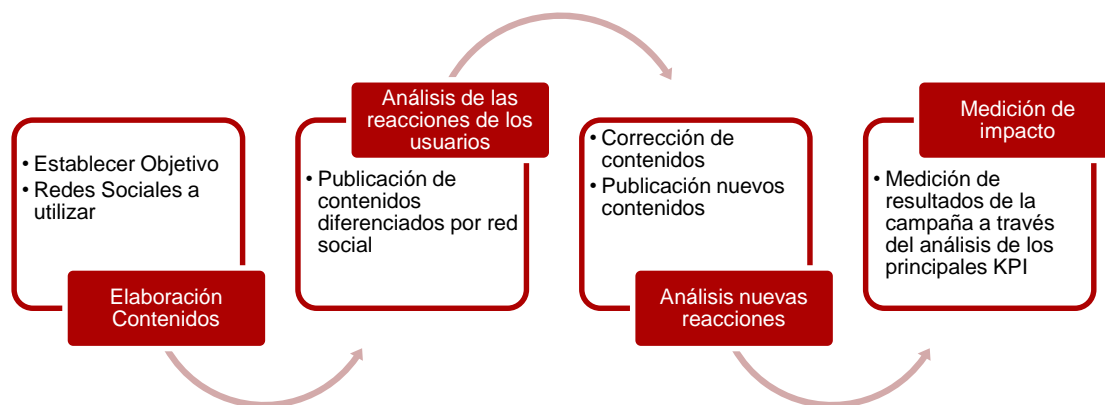 • Establecer Objetivo
• Redes Sociales a
utilizar
Elaboración
Contenidos
Análisis de las
reacciones de los
usuarios
• Publicación de
contenidos
diferenciados por red
social
• Corrección de
contenidos
• Publicación nuevos
contenidos
Análisis nuevas
reacciones
Medición de
impacto
• Medición de
resultados de la
campaña a través
del análisis de los
principales KPI